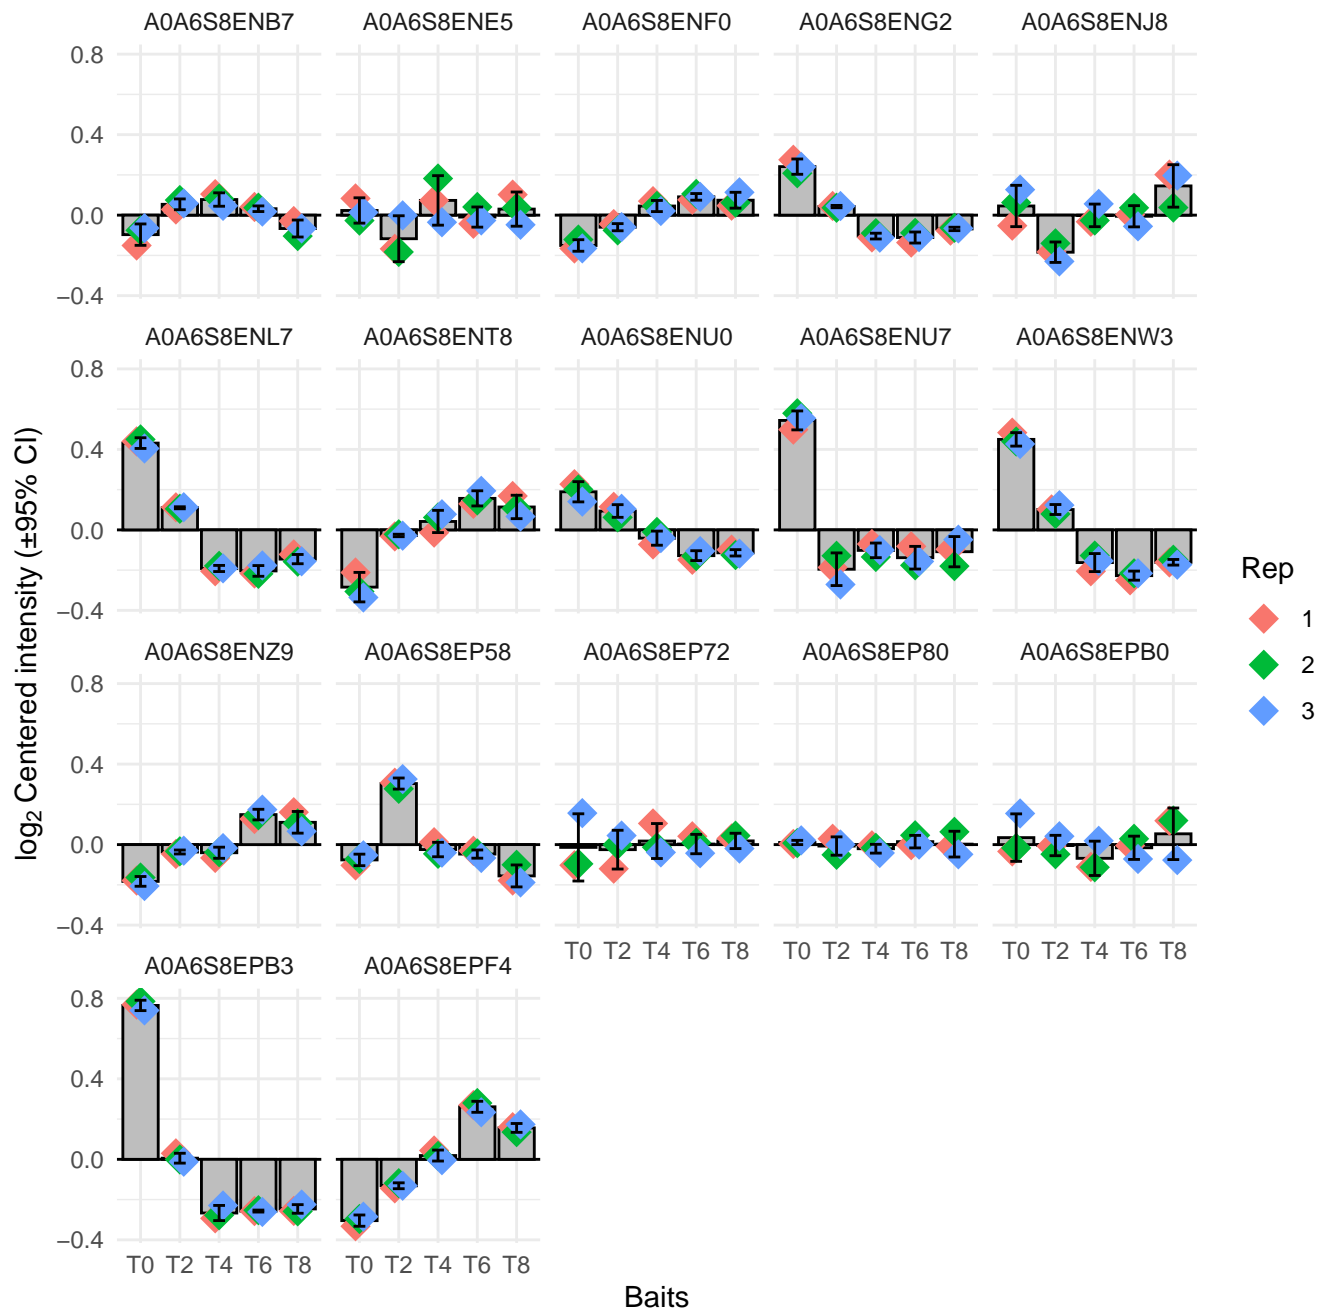 A0A6S8ENB7 A0A6S8ENE5 A0A6S8ENF0 A0A6S8ENG2 A0A6S8ENJ8
0.8
0.4
0.0
−0.4
A0A6S8ENL7 A0A6S8ENT8 A0A6S8ENU0 A0A6S8ENU7 A0A6S8ENW3
0.8
0.4
0.0
−0.4
A0A6S8ENZ9 A0A6S8EP58 A0A6S8EP72 A0A6S8EP80 A0A6S8EPB0
0.8
0.4
0.0
−0.4
T0 T2 T4 T6 T8 T0 T2 T4 T6 T8 T0 T2 T4 T6 T8
A0A6S8EPB3 A0A6S8EPF4
0.8
0.4
0.0
−0.4
T0 T2 T4 T6 T8 T0 T2 T4 T6 T8
Baits
log₂ Centered intensity (±95% CI)
Rep
1
2
3